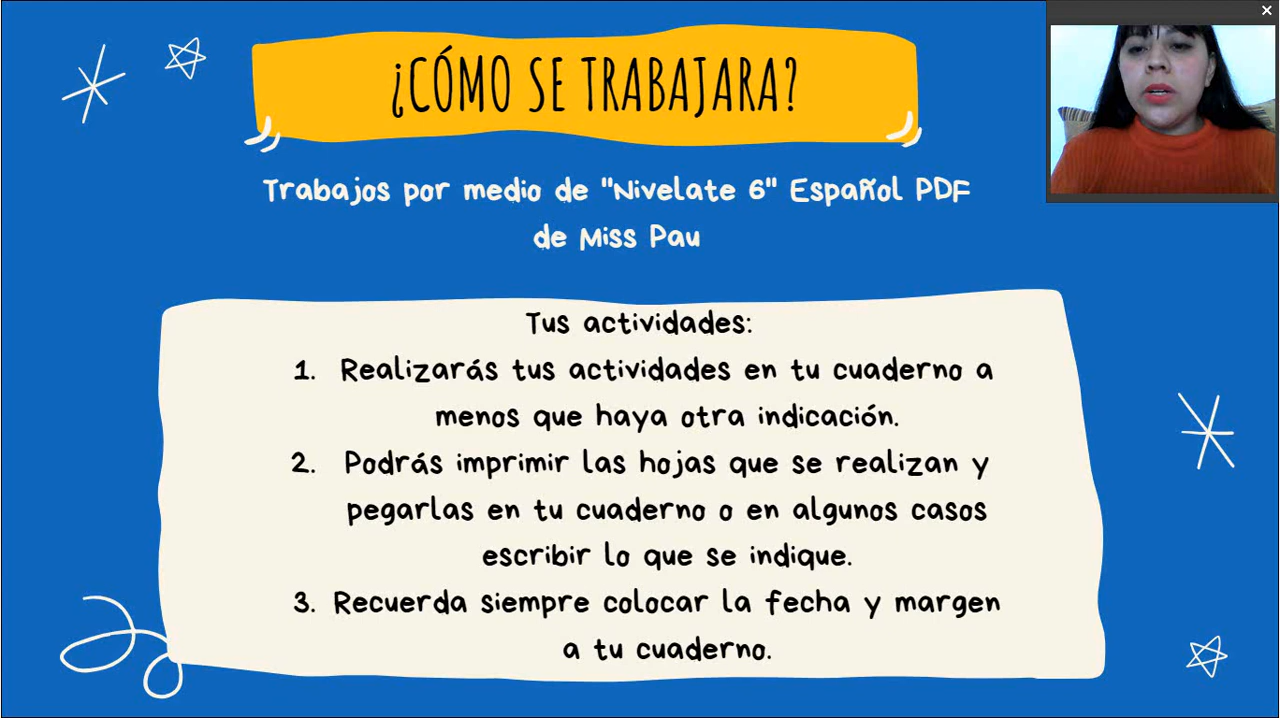 ¿CÓMO SE TRABAJARA?
Trabajos por medio de "Nivelate 6" Español PDF
de Miss Pau
Tus actividades:
1. Realizarás tus actividades en tu cuaderno a
menos que haya otra indicación.
2. Podrás imprimir las hojas que se realizan y
pegarlas en tu cuaderno o en algunos casos
escribir lo que se indique.
3. Recuerda siempre colocar la fecha y margen
a tu cuaderno.